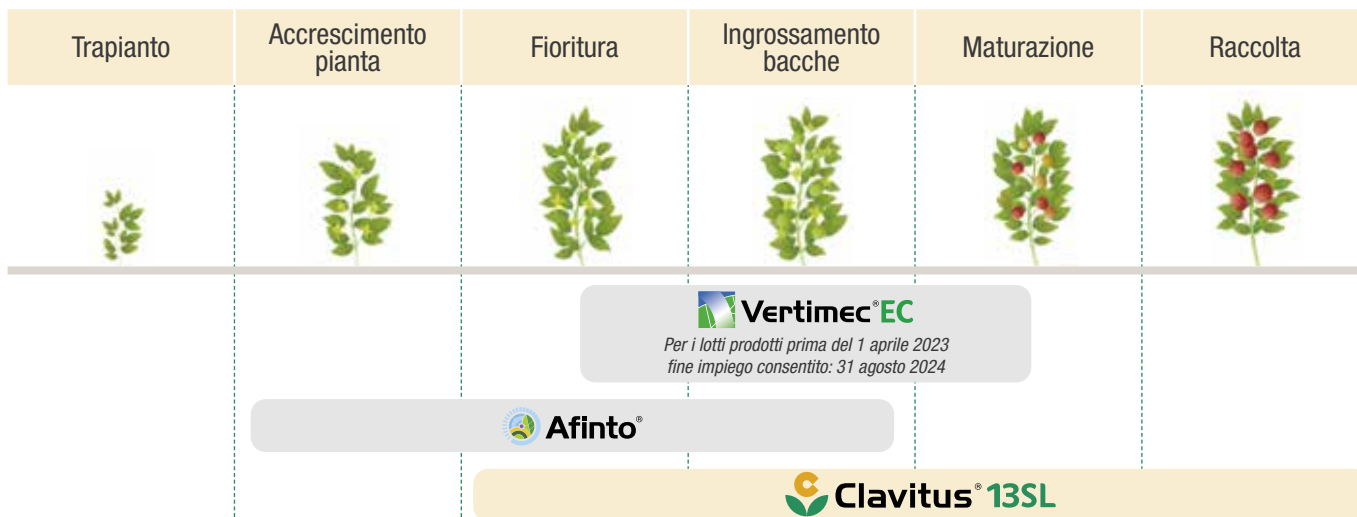 Trapianto
Accrescimento
pianta
Fioritura
Ingrossamento
bacche
Maturazione
Raccolta
Vertimec® EC
Per i lotti prodotti prima del 1 aprile 2023
fine impiego consentito: 31 agosto 2024
Afinto®
Clavitus® 13SL